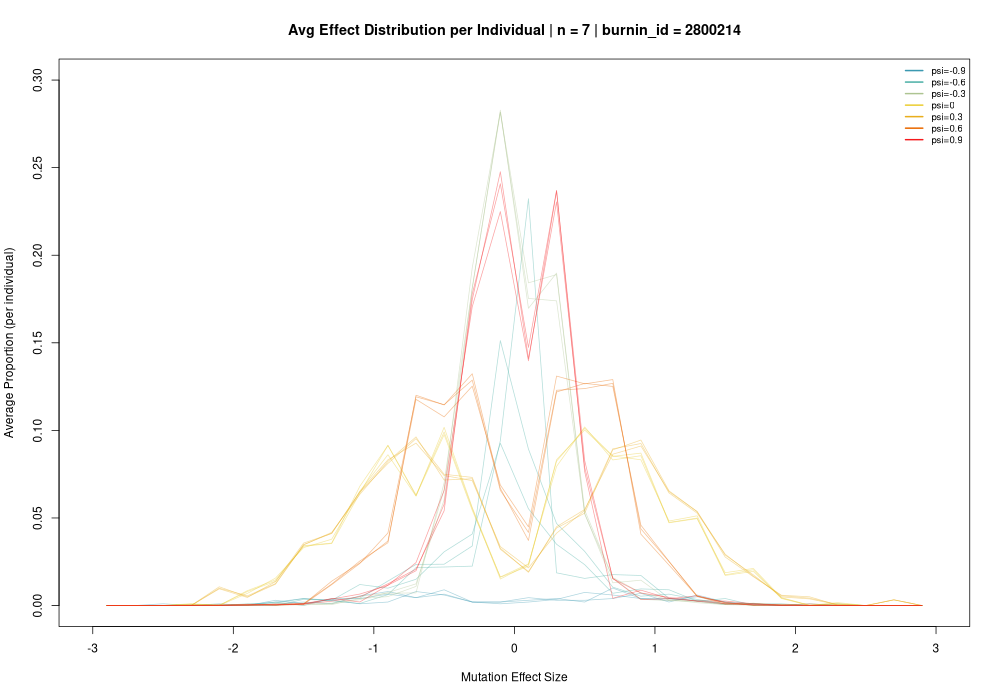 Avg Effect Distribution per Individual | n = 7 | burnin_id = 2800214
psi=-0.9
psi=-0.6
psi=-0.3
psi=0
psi=0.3
psi=0.6
psi=0.9
Average Proportion (per individual)
0.30
0.25
0.20
0.15
0.10
0.05
0.00
-3 -2 -1 0 1 2 3
Mutation Effect Size